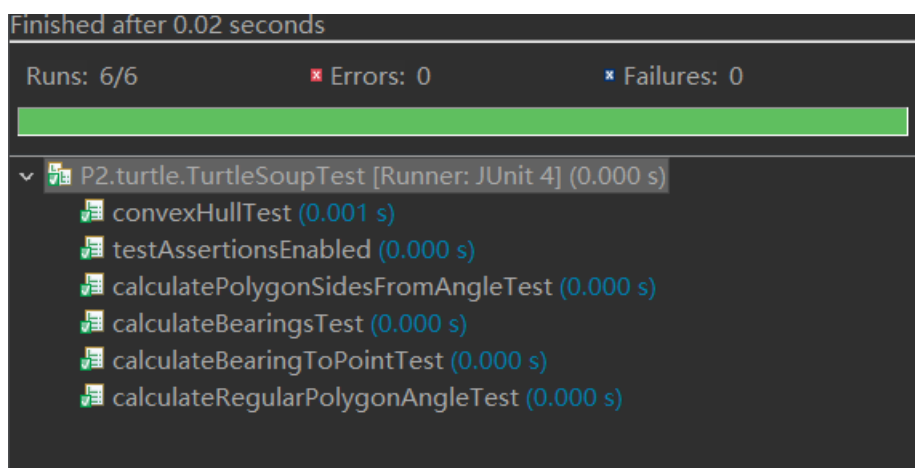 Finished after 0.02 seconds
Runs: 6/6 Errors: 0 Failures: 0
P2.turtle.TurtleSoupTest [Runner: JUnit 4] (0.000 s)
convexHullTest (0.001 s)
testAssertionsEnabled (0.000 s)
calculatePolygonSidesFromAngleTest (0.000 s)
calculateBearingsTest (0.000 s)
calculateBearingToPointTest (0.000 s)
calculateRegularPolygonAngleTest (0.000 s)